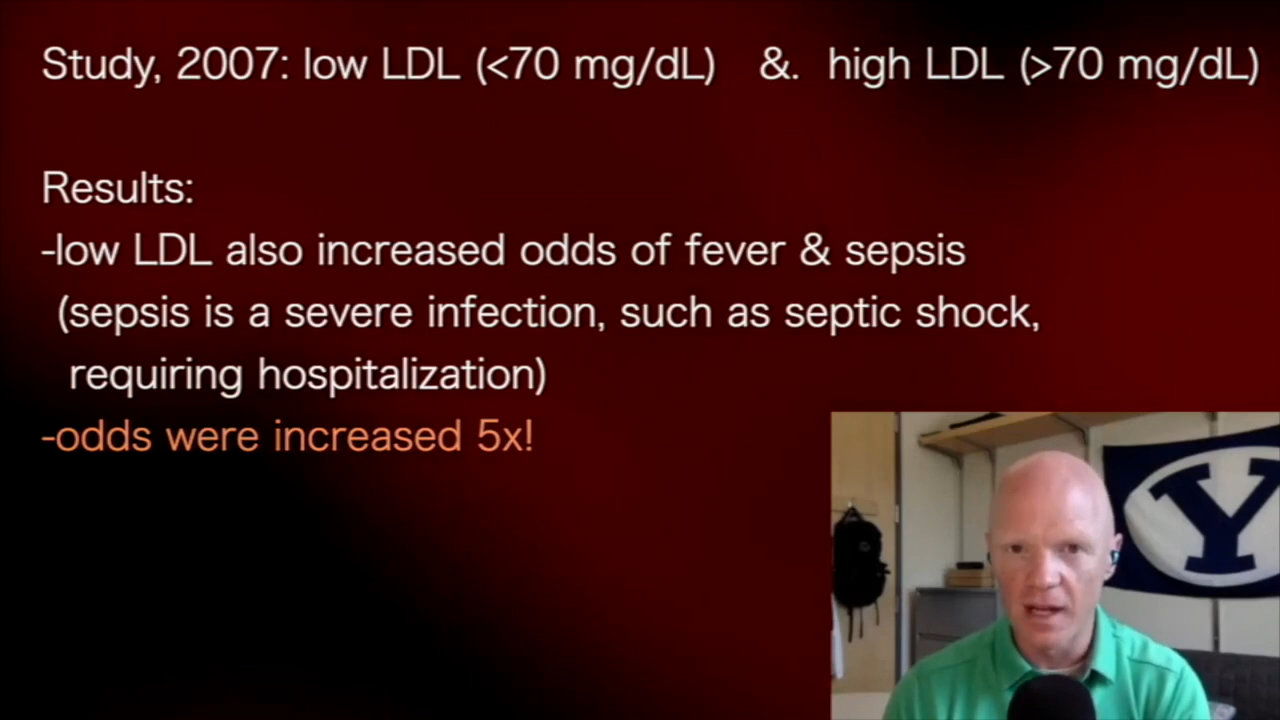 Study, 2007: low LDL (<70 mg/dL) &. high LDL (>70 mg/dL)
Results:
-low LDL also increased odds of fever & sepsis
(sepsis is a severe infection, such as septic shock,
requiring hospitalization)
-odds were increased 5x!
Y